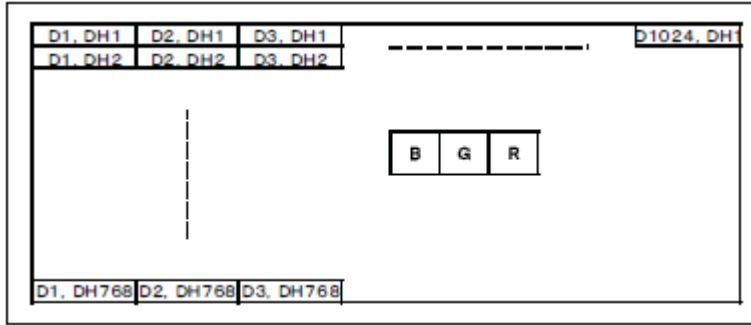 D1, DH1 D2, DH1 D3, DH1 D1024, DH1
D1, DH2 D2, DH2 D3, DH2
B G R
D1, DH768 D2, DH768 D3, DH768